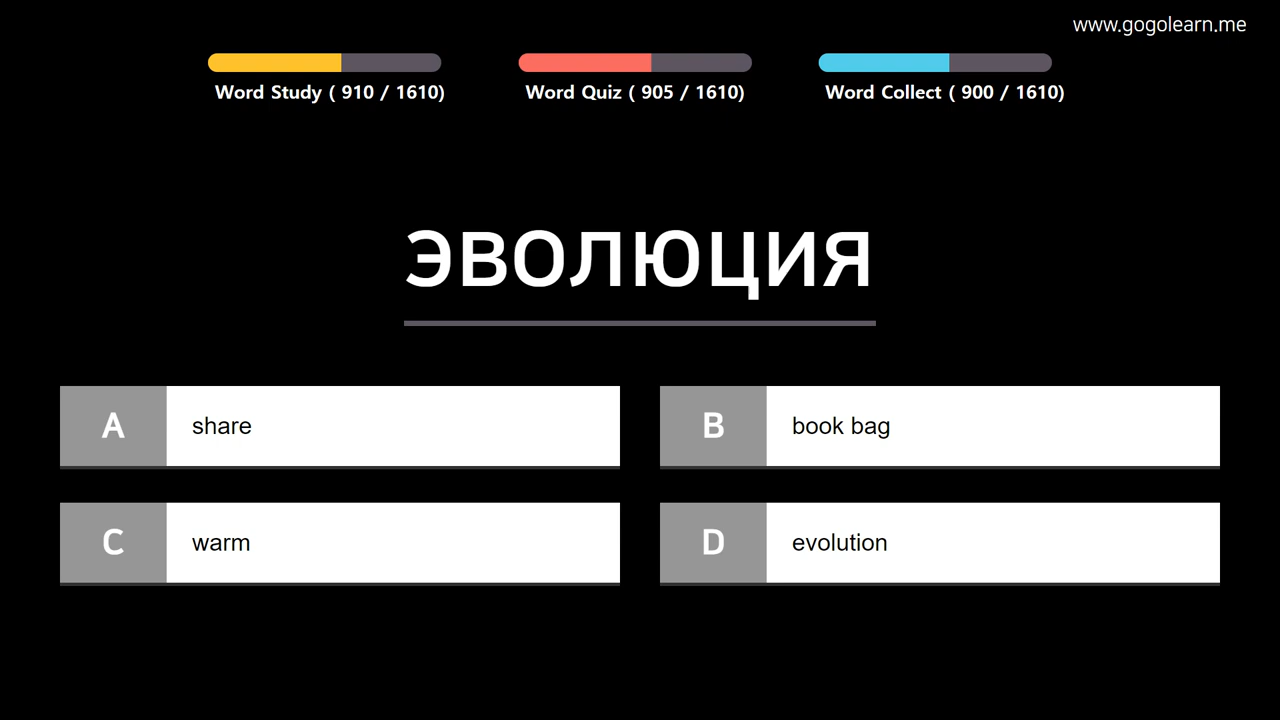 www.gogolearn.me
Word Study ( 910 / 1610)
Word Quiz ( 905 / 1610)
Word Collect ( 900 / 1610)
ЭВОЛЮЦИЯ
A share
B book bag
C warm
D evolution